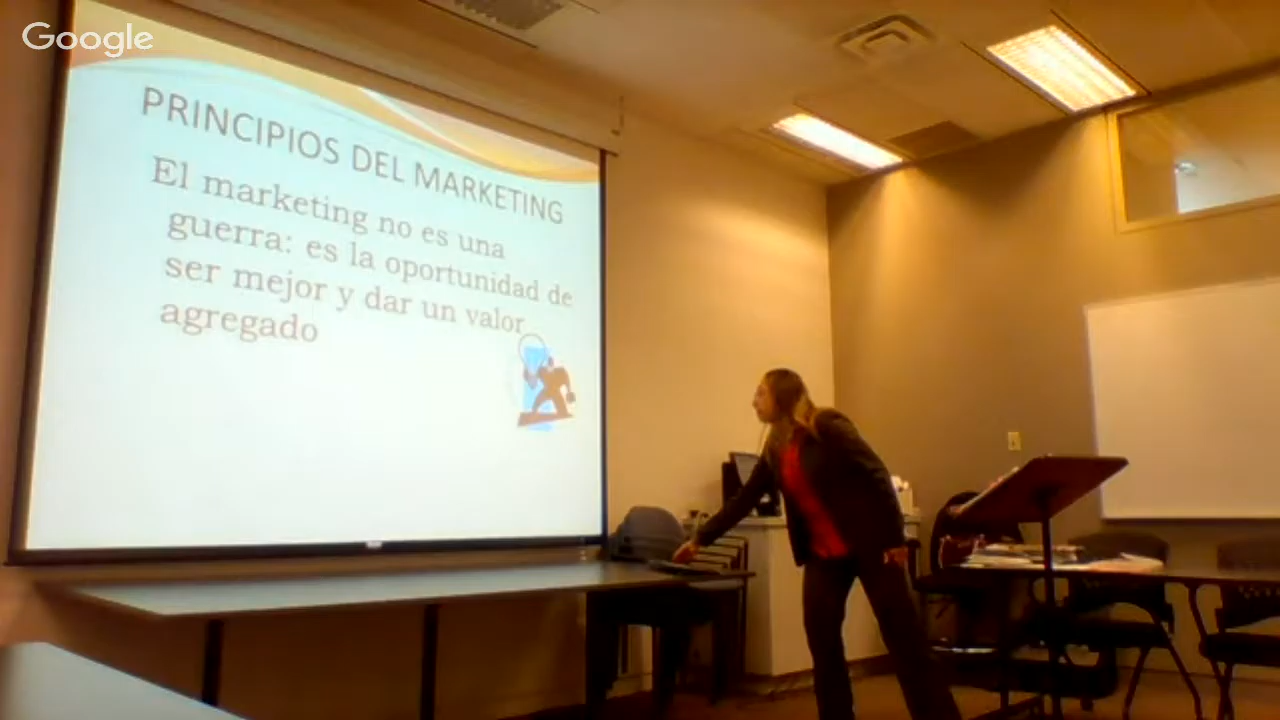 Google
PRINCIPIOS DEL MARKETING
El marketing no es una
guerra: es la oportunidad de
ser mejor y dar un valor
agregado